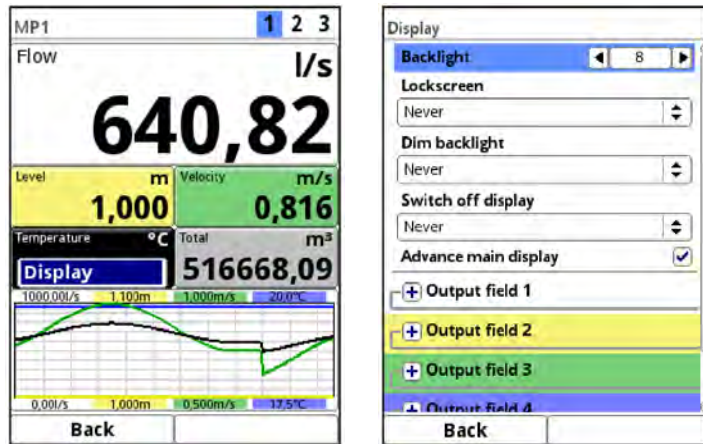 MP1 1 2 3
Flow l/s
640,82
Level m Velocity m/s
1,000 0,816
Temperature °C Total m³
Display 516668,09
1000,00l/s 1,100m 1,000m/s 20,0°C
0,00l/s 1,000m 0,500m/s 17,5°C
Back
Display
Backlight 8
Lockscreen
Never
Dim backlight
Never
Switch off display
Never
Advance main display
Output field 1
Output field 2
Output field 3
Output field 4
Back